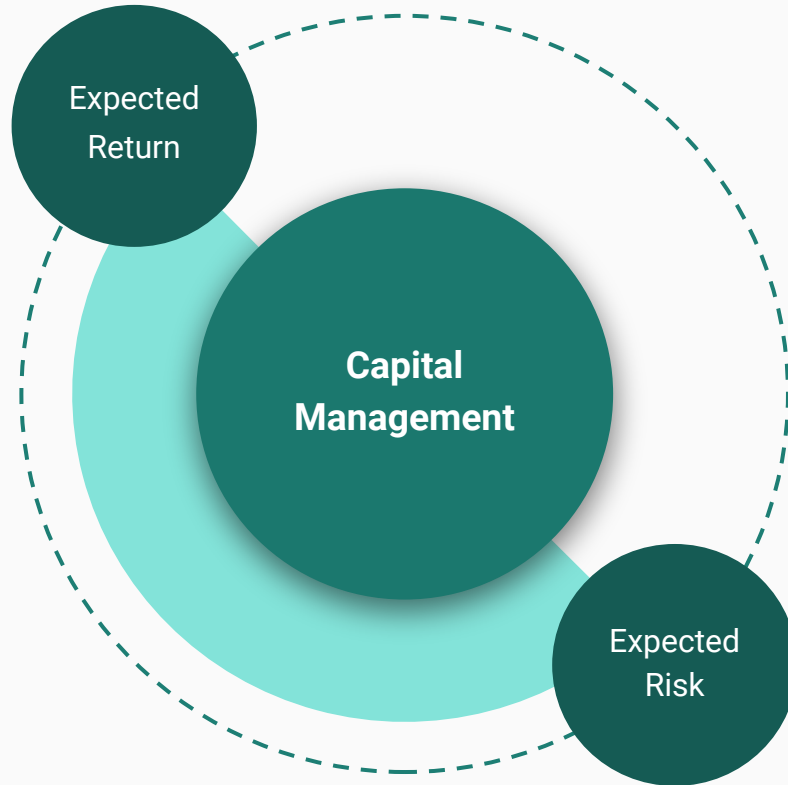 Expected
Return
Capital
Management
Expected
Risk